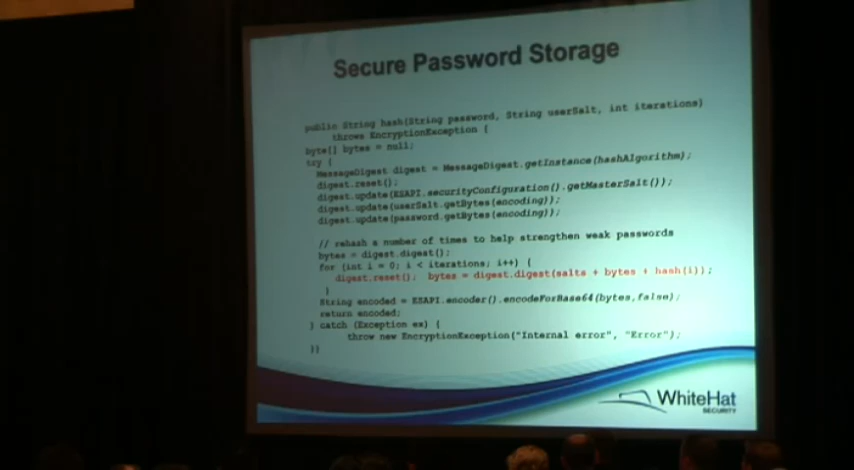 Secure Password Storage
public String hash(String password, String userSalt, int iterations)
throws EncryptionException {
byte[] bytes = null;
try {
MessageDigest digest = MessageDigest.getInstance(hashAlgorithm);
digest.reset();
digest.update(ESAPI.securityConfiguration().getMasterSalt());
digest.update(userSalt.getBytes(encoding));
digest.update(password.getBytes(encoding));
// rehash a number of times to help strengthen weak passwords
bytes = digest.digest();
for (int i = 0; i < iterations; i++) {
digest.reset(); bytes = digest.digest(salts + bytes + hash(i));
}
String encoded = ESAPI.encoder().encodeForBase64(bytes,false);
return encoded;
} catch (Exception ex) {
throw new EncryptionException("Internal error", "Error");
}}
WhiteHat
SECURITY